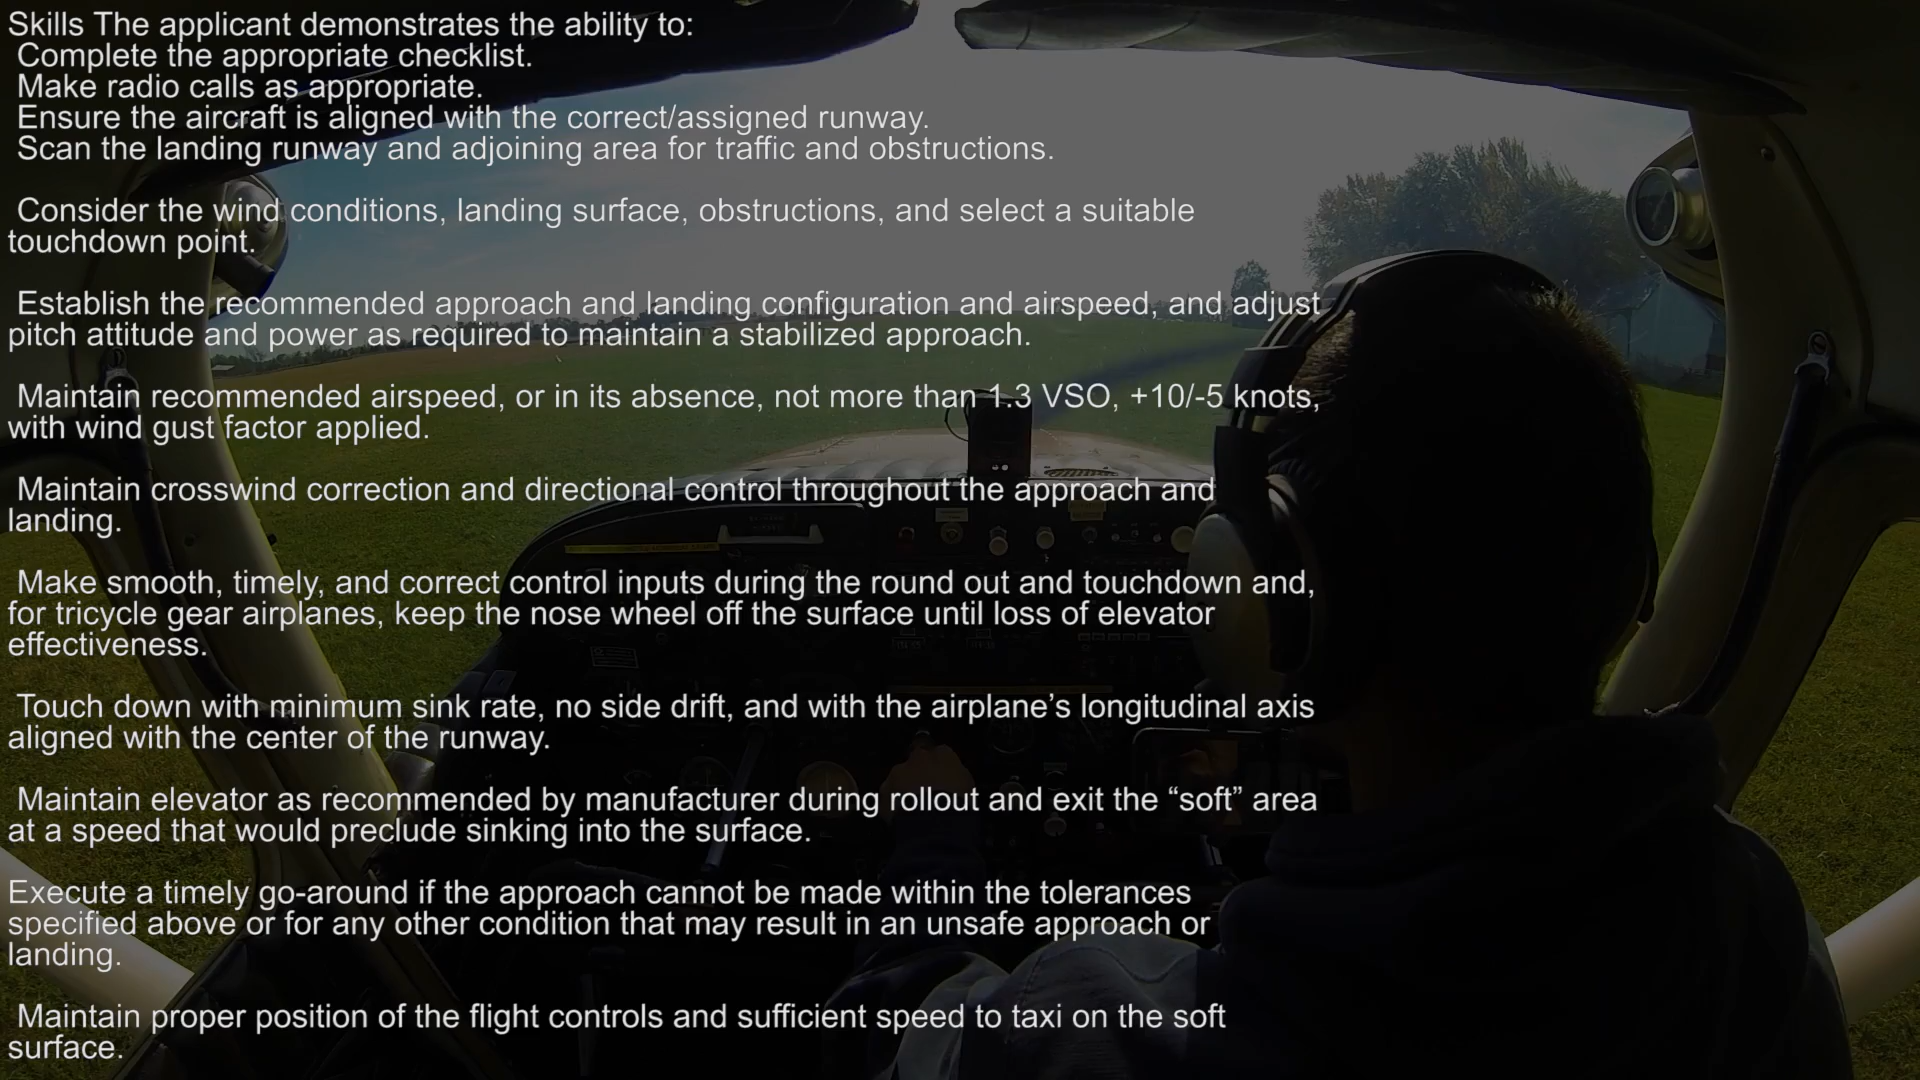 Skills The applicant demonstrates the ability to:
Complete the appropriate checklist.
Make radio calls as appropriate.
Ensure the aircraft is aligned with the correct/assigned runway.
Scan the landing runway and adjoining area for traffic and obstructions.
Consider the wind conditions, landing surface, obstructions, and select a suitable
touchdown point.
Establish the recommended approach and landing configuration and airspeed, and adjust
pitch attitude and power as required to maintain a stabilized approach.
Maintain recommended airspeed, or in its absence, not more than 1.3 VSO, +10/-5 knots,
with wind gust factor applied.
Maintain crosswind correction and directional control throughout the approach and
landing.
Make smooth, timely, and correct control inputs during the round out and touchdown and,
for tricycle gear airplanes, keep the nose wheel off the surface until loss of elevator
effectiveness.
Touch down with minimum sink rate, no side drift, and with the airplane’s longitudinal axis
aligned with the center of the runway.
Maintain elevator as recommended by manufacturer during rollout and exit the “soft” area
at a speed that would preclude sinking into the surface.
Execute a timely go-around if the approach cannot be made within the tolerances
specified above or for any other condition that may result in an unsafe approach or
landing.
Maintain proper position of the flight controls and sufficient speed to taxi on the soft
surface.